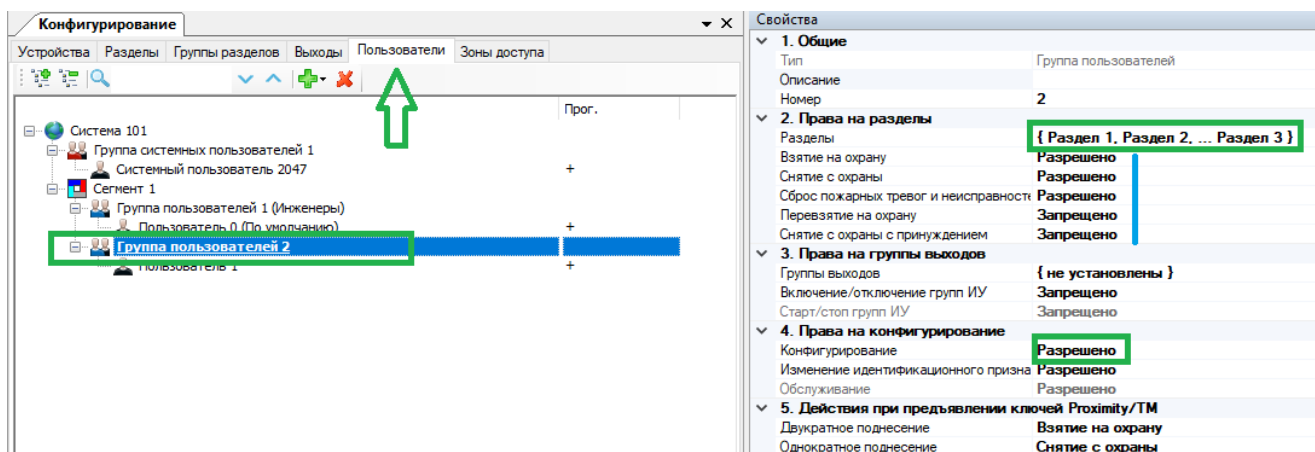 Конфигурирование
Устройства Разделы Группы разделов Выходы Пользователи Зоны доступа
Прог.
Система 101
Группа системных пользователей 1
Системный пользователь 2047 +
Сегмент 1
Группа пользователей 1 (Инженеры)
Пользователь 0 (По умолчанию) +
Группа пользователей 2
Пользователь 1 +
Свойства
1. Общие
Тип Группа пользователей
Описание
Номер 2
2. Права на разделы
Разделы { Раздел 1, Раздел 2, ... Раздел 3 }
Взятие на охрану Разрешено
Снятие с охраны Разрешено
Сброс пожарных тревог и неисправносте Разрешено
Перевзятие на охрану Запрещено
Снятие с охраны с принуждением Запрещено
3. Права на группы выходов
Группы выходов { не установлены }
Включение/отключение групп ИУ Запрещено
Старт/стоп групп ИУ Запрещено
4. Права на конфигурирование
Конфигурирование Разрешено
Изменение идентификационного призна Разрешено
Обслуживание Разрешено
5. Действия при предъявлении ключей Proximity/TM
Двукратное поднесение Взятие на охрану
Однократное поднесение Снятие с охраны